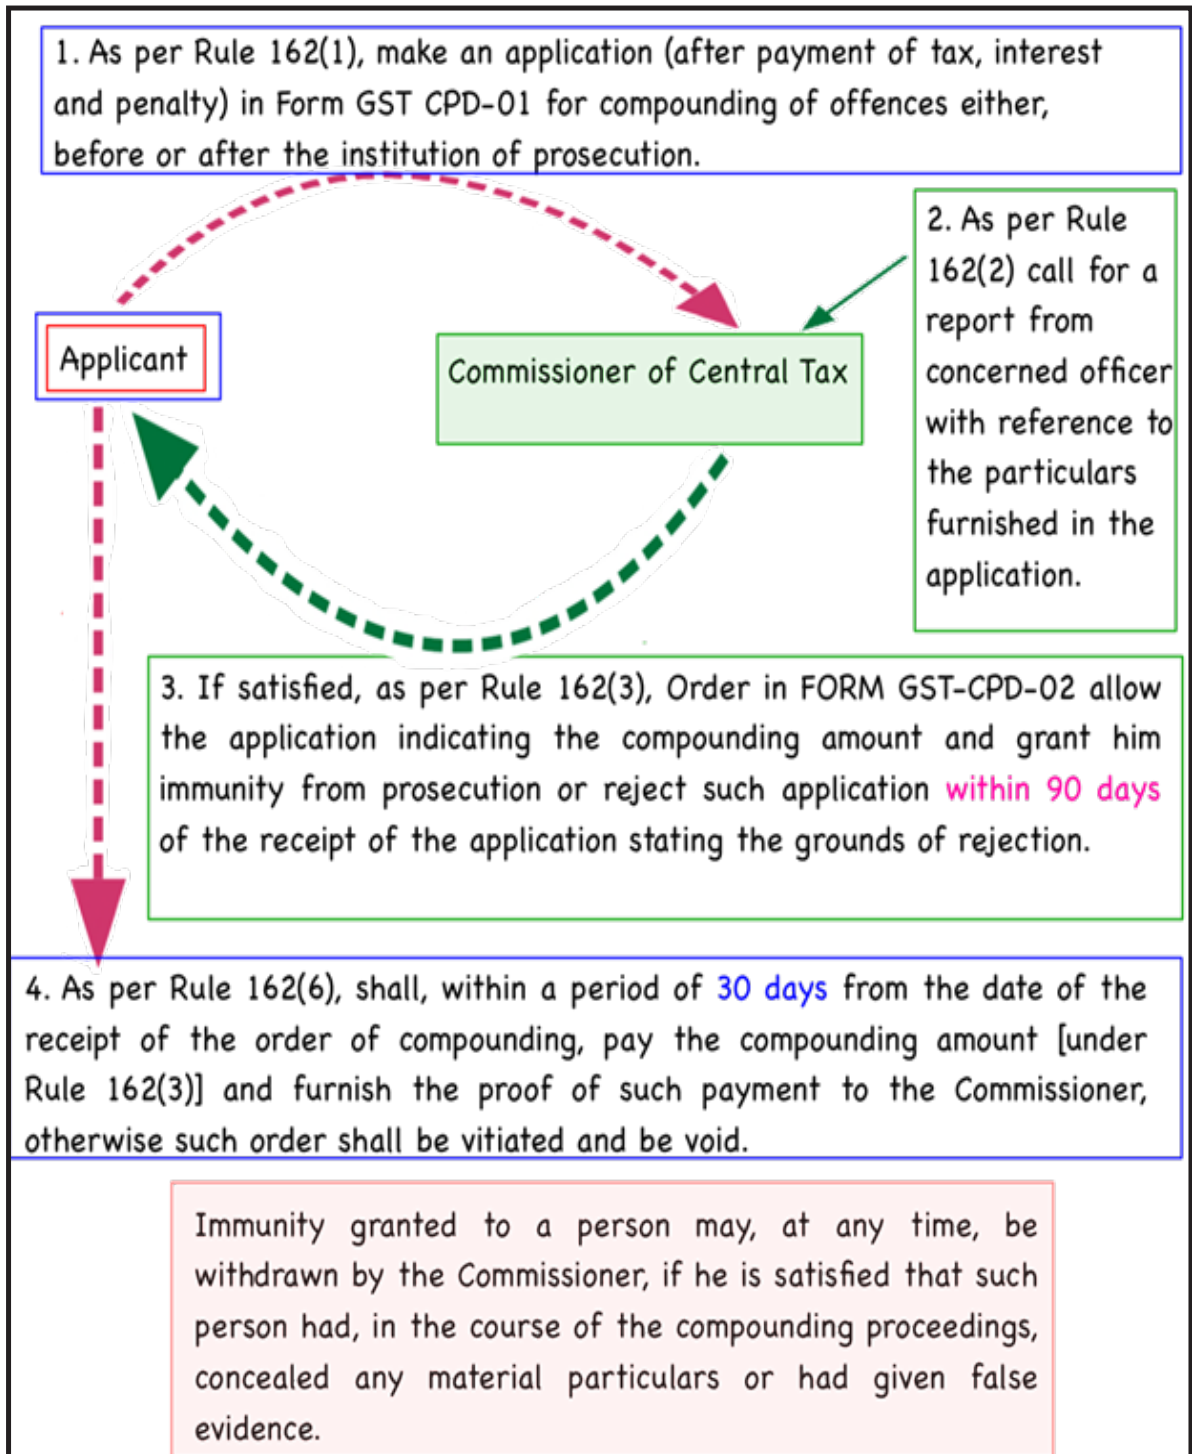 1. As per Rule 162(1), make an application (after payment of tax, interest
and penalty) in Form GST CPD-01 for compounding of offences either,
before or after the institution of prosecution.
2. As per Rule
162(2) call for a
report from
concerned officer
with reference to
the particulars
furnished in the
application.
Applicant
Commissioner of Central Tax
3. If satisfied, as per Rule 162(3), Order in FORM GST-CPD-02 allow
the application indicating the compounding amount and grant him
immunity from prosecution or reject such application within 90 days
of the receipt of the application stating the grounds of rejection.
4. As per Rule 162(6), shall, within a period of 30 days from the date of the
receipt of the order of compounding, pay the compounding amount [under
Rule 162(3)] and furnish the proof of such payment to the Commissioner,
otherwise such order shall be vitiated and be void.
Immunity granted to a person may, at any time, be
withdrawn by the Commissioner, if he is satisfied that such
person had, in the course of the compounding proceedings,
concealed any material particulars or had given false
evidence.